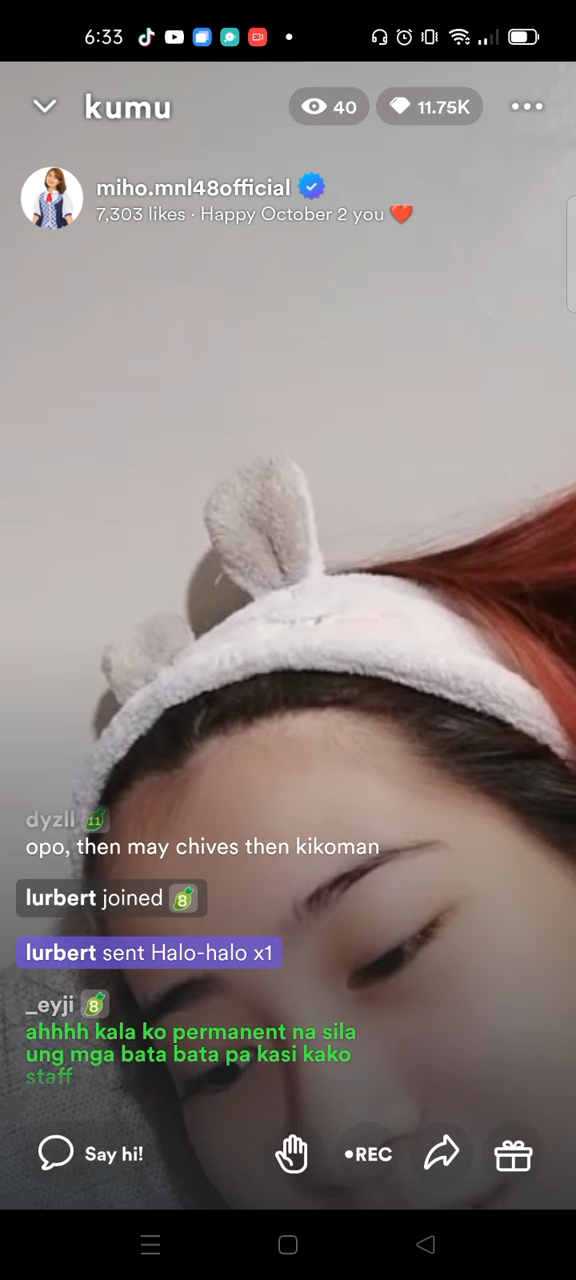 6:33
kumu
40
11.75K
miho.mnl48official
7,303 likes · Happy October 2 you ❤️
dyzll 11
opo, then may chives then kikoman
lurbert joined 8
lurbert sent Halo-halo x1
_eyji 8
ahhhh kala ko permanent na sila
ung mga bata bata pa kasi kako
staff
Say hi!
•REC